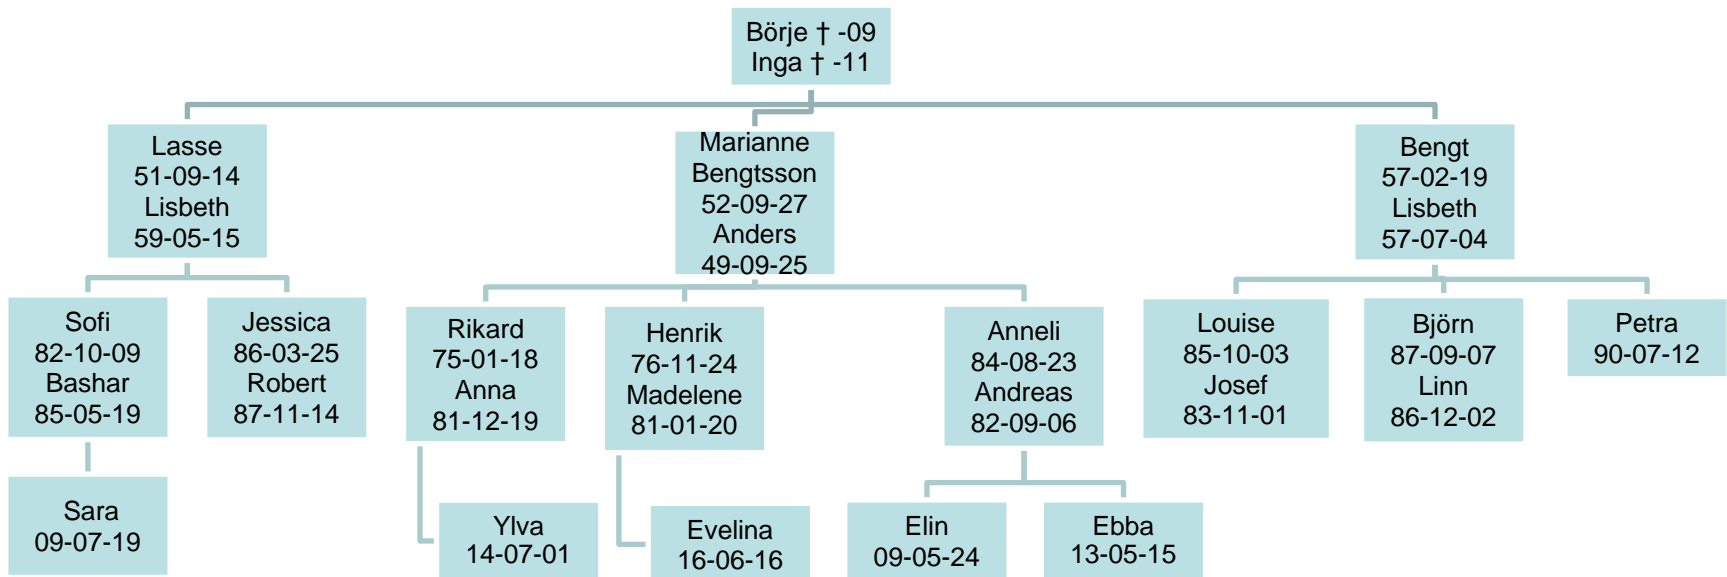 Börje † -09
Inga † -11
Lasse
51-09-14
Lisbeth
59-05-15
Marianne
Bengtsson
52-09-27
Anders
49-09-25
Bengt
57-02-19
Lisbeth
57-07-04
Sofi
82-10-09
Bashar
85-05-19
Jessica
86-03-25
Robert
87-11-14
Rikard
75-01-18
Anna
81-12-19
Henrik
76-11-24
Madelene
81-01-20
Anneli
84-08-23
Andreas
82-09-06
Louise
85-10-03
Josef
83-11-01
Björn
87-09-07
Linn
86-12-02
Petra
90-07-12
Sara
09-07-19
Ylva
14-07-01
Evelina
16-06-16
Elin
09-05-24
Ebba
13-05-15